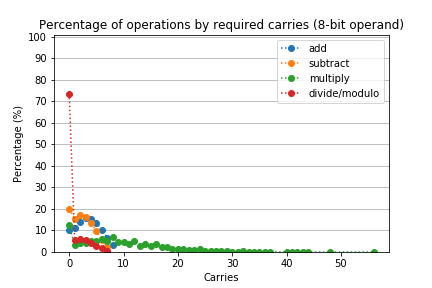 Percentage of operations by required carries (8-bit operand)
100
90
80
70
60
50
40
30
20
10
0
Percentage (%)
add
subtract
multiply
divide/modulo
0
10
20
30
40
50
Carries